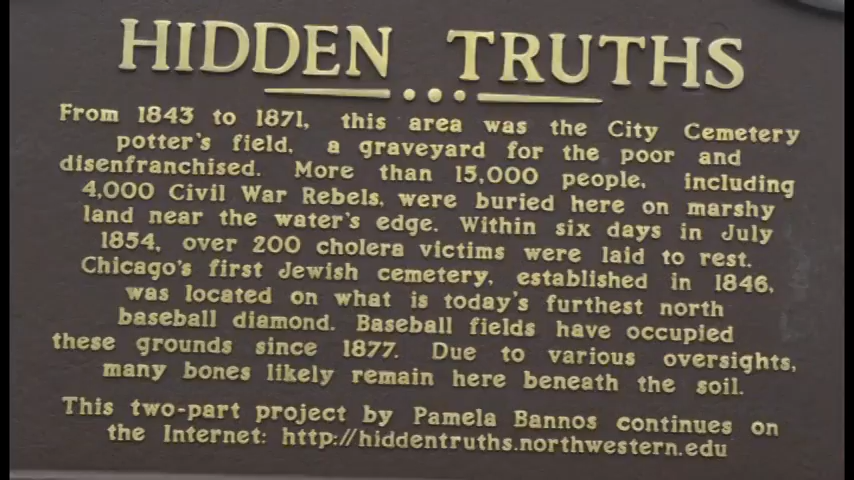 HIDDEN TRUTHS
From 1843 to 1871, this area was the City Cemetery
potter's field, a graveyard for the poor and
disenfranchised. More than 15,000 people, including
4,000 Civil War Rebels, were buried here on marshy
land near the water's edge. Within six days in July
1854, over 200 cholera victims were laid to rest.
Chicago's first Jewish cemetery, established in 1846,
was located on what is today's furthest north
baseball diamond. Baseball fields have occupied
these grounds since 1877. Due to various oversights,
many bones likely remain here beneath the soil.
This two-part project by Pamela Bannos continues on
the Internet: http://hiddentruths.northwestern.edu